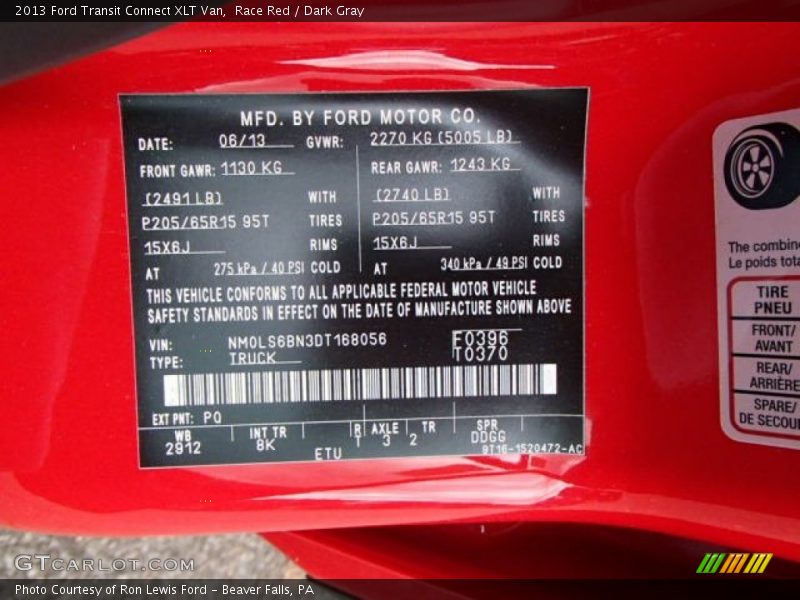 2013 Ford Transit Connect XLT Van,  Race Red / Dark Gray
MFD. BY FORD MOTOR CO.
DATE: 06/13 GVWR: 2270 KG (5005 LB)
FRONT GAWR: 1130 KG REAR GAWR: 1243 KG
(2491 LB) WITH (2740 LB) WITH
P205/65R15 95T TIRES P205/65R15 95T TIRES
15X6J RIMS 15X6J RIMS
AT 275 kPa / 40 PSI COLD AT 340 kPa / 49 PSI COLD
THIS VEHICLE CONFORMS TO ALL APPLICABLE FEDERAL MOTOR VEHICLE
SAFETY STANDARDS IN EFFECT ON THE DATE OF MANUFACTURE SHOWN ABOVE
VIN: NM0LS6BN3DT168056 F0396
TYPE: TRUCK T0370
EXT PNT: PQ
WB INT TR R AXLE TR SPR
2912 8K 1 3 2 DDGG
ETU 9T16-1520472-AC
The combine
Le poids tota
TIRE
PNEU
FRONT/
AVANT
REAR/
ARRIÈRE
SPARE/
DE SECOU
GTCARLOT.COM
Photo Courtesy of Ron Lewis Ford - Beaver Falls, PA